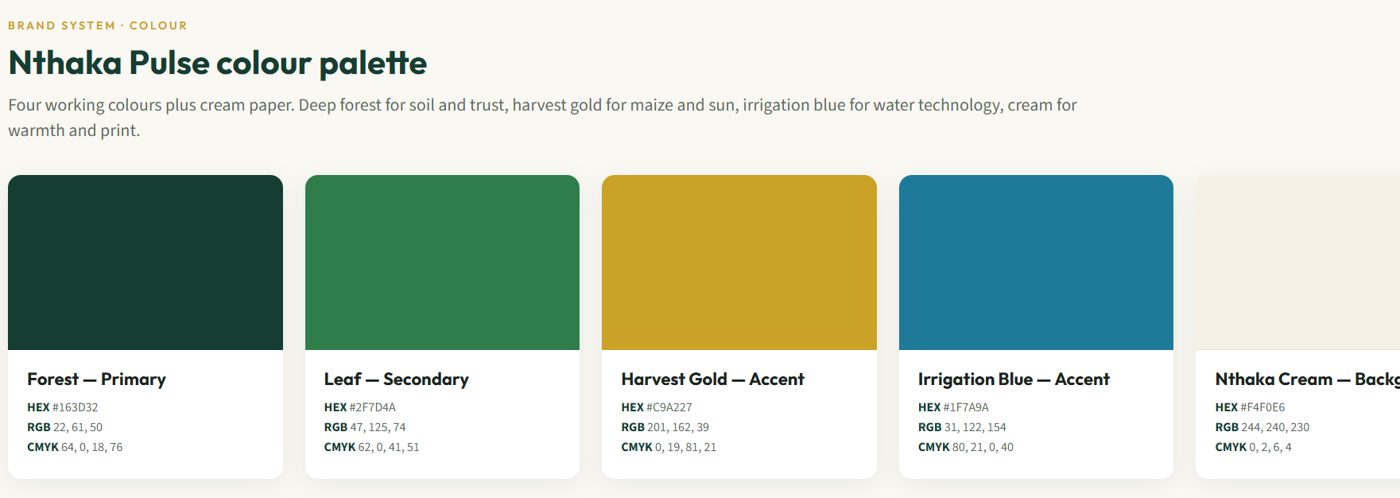 BRAND SYSTEM · COLOUR
Nthaka Pulse colour palette
Four working colours plus cream paper. Deep forest for soil and trust, harvest gold for maize and sun, irrigation blue for water technology, cream for
warmth and print.
Forest — Primary
HEX #163D32
RGB 22, 61, 50
CMYK 64, 0, 18, 76
Leaf — Secondary
HEX #2F7D4A
RGB 47, 125, 74
CMYK 62, 0, 41, 51
Harvest Gold — Accent
HEX #C9A227
RGB 201, 162, 39
CMYK 0, 19, 81, 21
Irrigation Blue — Accent
HEX #1F7A9A
RGB 31, 122, 154
CMYK 80, 21, 0, 40
Nthaka Cream — Backg
HEX #F4F0E6
RGB 244, 240, 230
CMYK 0, 2, 6, 4